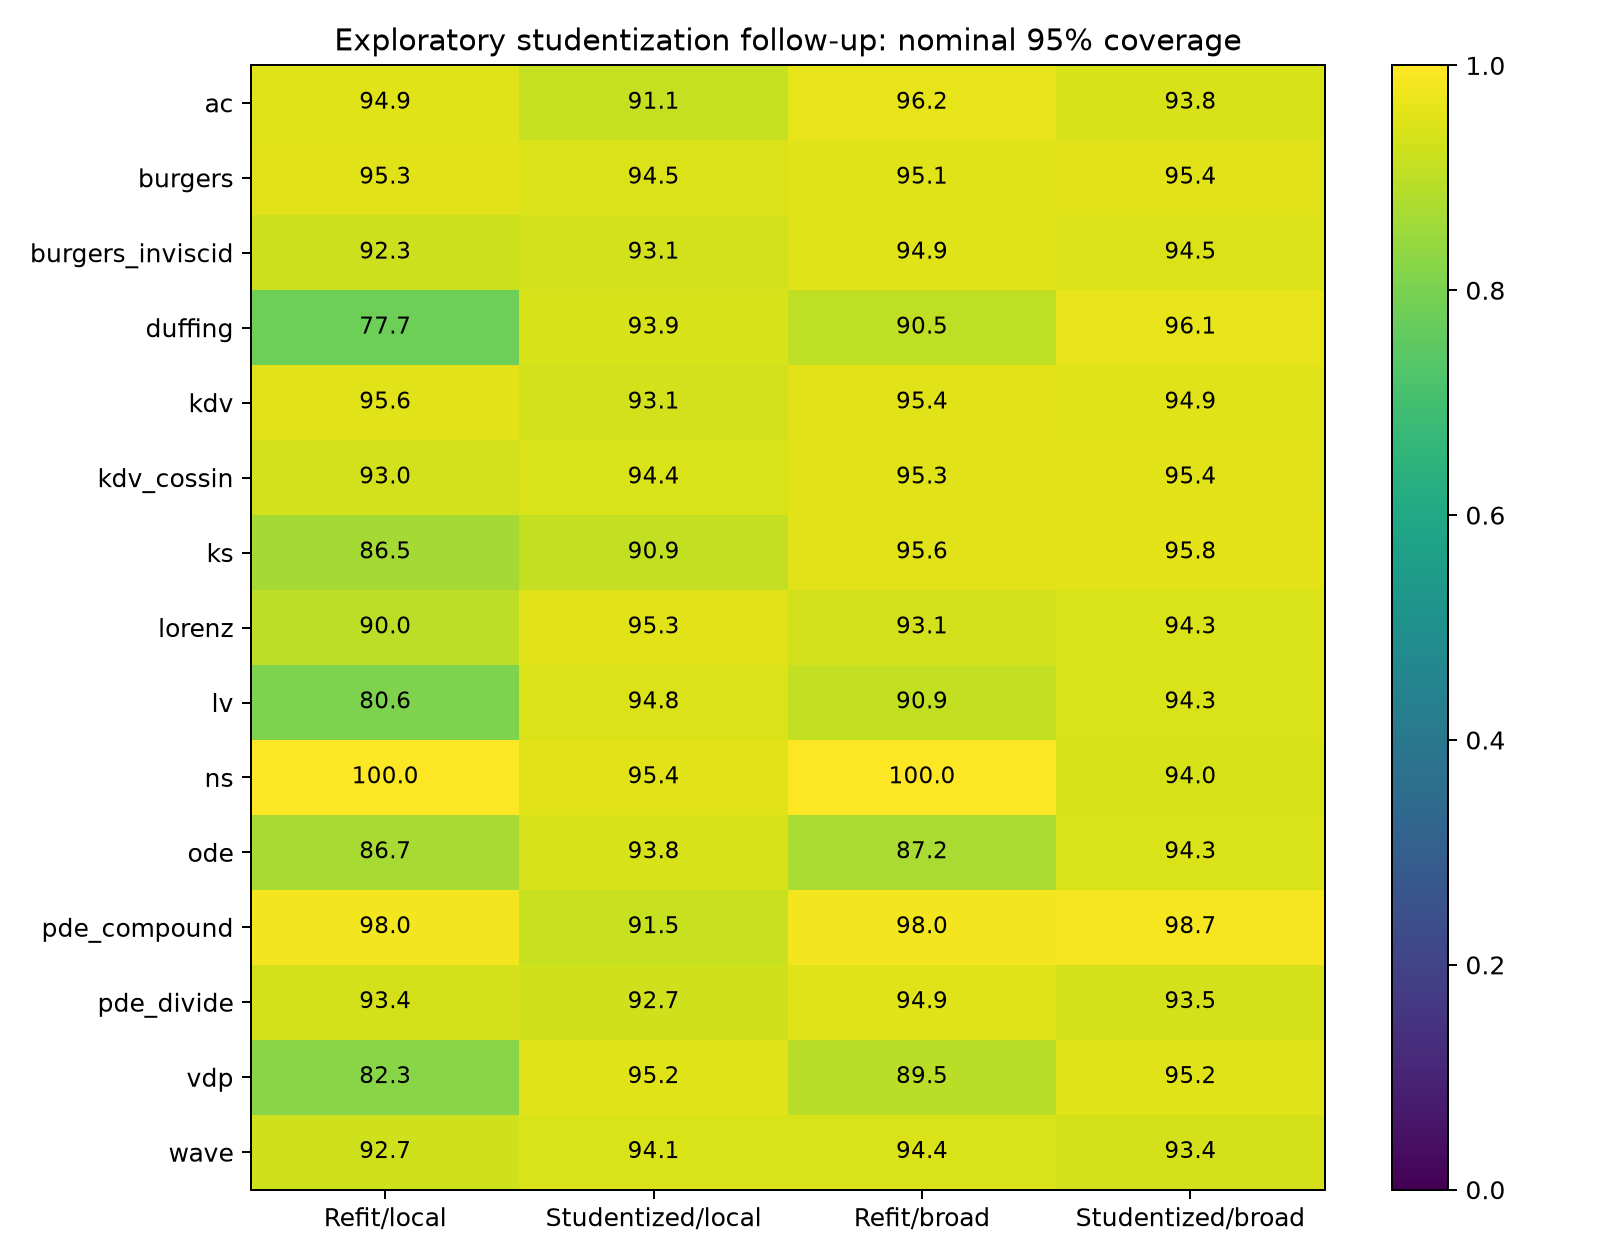 Exploratory studentization follow-up: nominal 95% coverage
ac 94.9 91.1 96.2 93.8
burgers 95.3 94.5 95.1 95.4
burgers_inviscid 92.3 93.1 94.9 94.5
duffing 77.7 93.9 90.5 96.1
kdv 95.6 93.1 95.4 94.9
kdv_cossin 93.0 94.4 95.3 95.4
ks 86.5 90.9 95.6 95.8
lorenz 90.0 95.3 93.1 94.3
lv 80.6 94.8 90.9 94.3
ns 100.0 95.4 100.0 94.0
ode 86.7 93.8 87.2 94.3
pde_compound 98.0 91.5 98.0 98.7
pde_divide 93.4 92.7 94.9 93.5
vdp 82.3 95.2 89.5 95.2
wave 92.7 94.1 94.4 93.4
Refit/local Studentized/local Refit/broad Studentized/broad
1.0
0.8
0.6
0.4
0.2
0.0